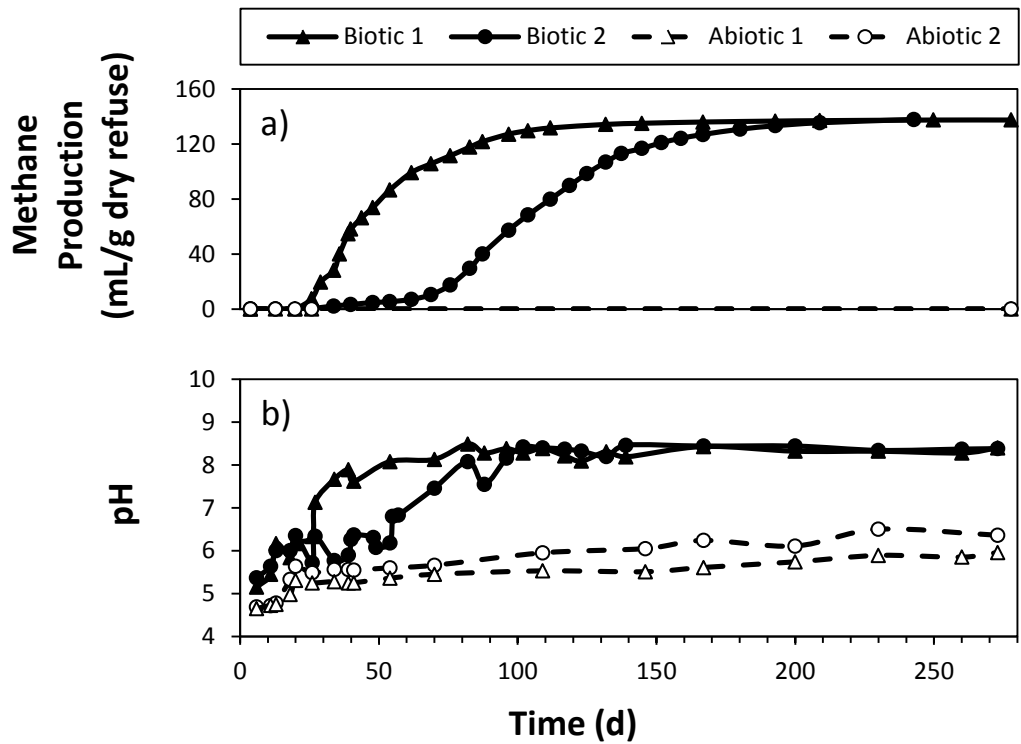 Biotic 1 Biotic 2 Abiotic 1 Abiotic 2
Methane
Production
(mL/g dry refuse)
160
120
80
40
0
a)
pH
10
9
8
7
6
5
4
b)
0 50 100 150 200 250
Time (d)